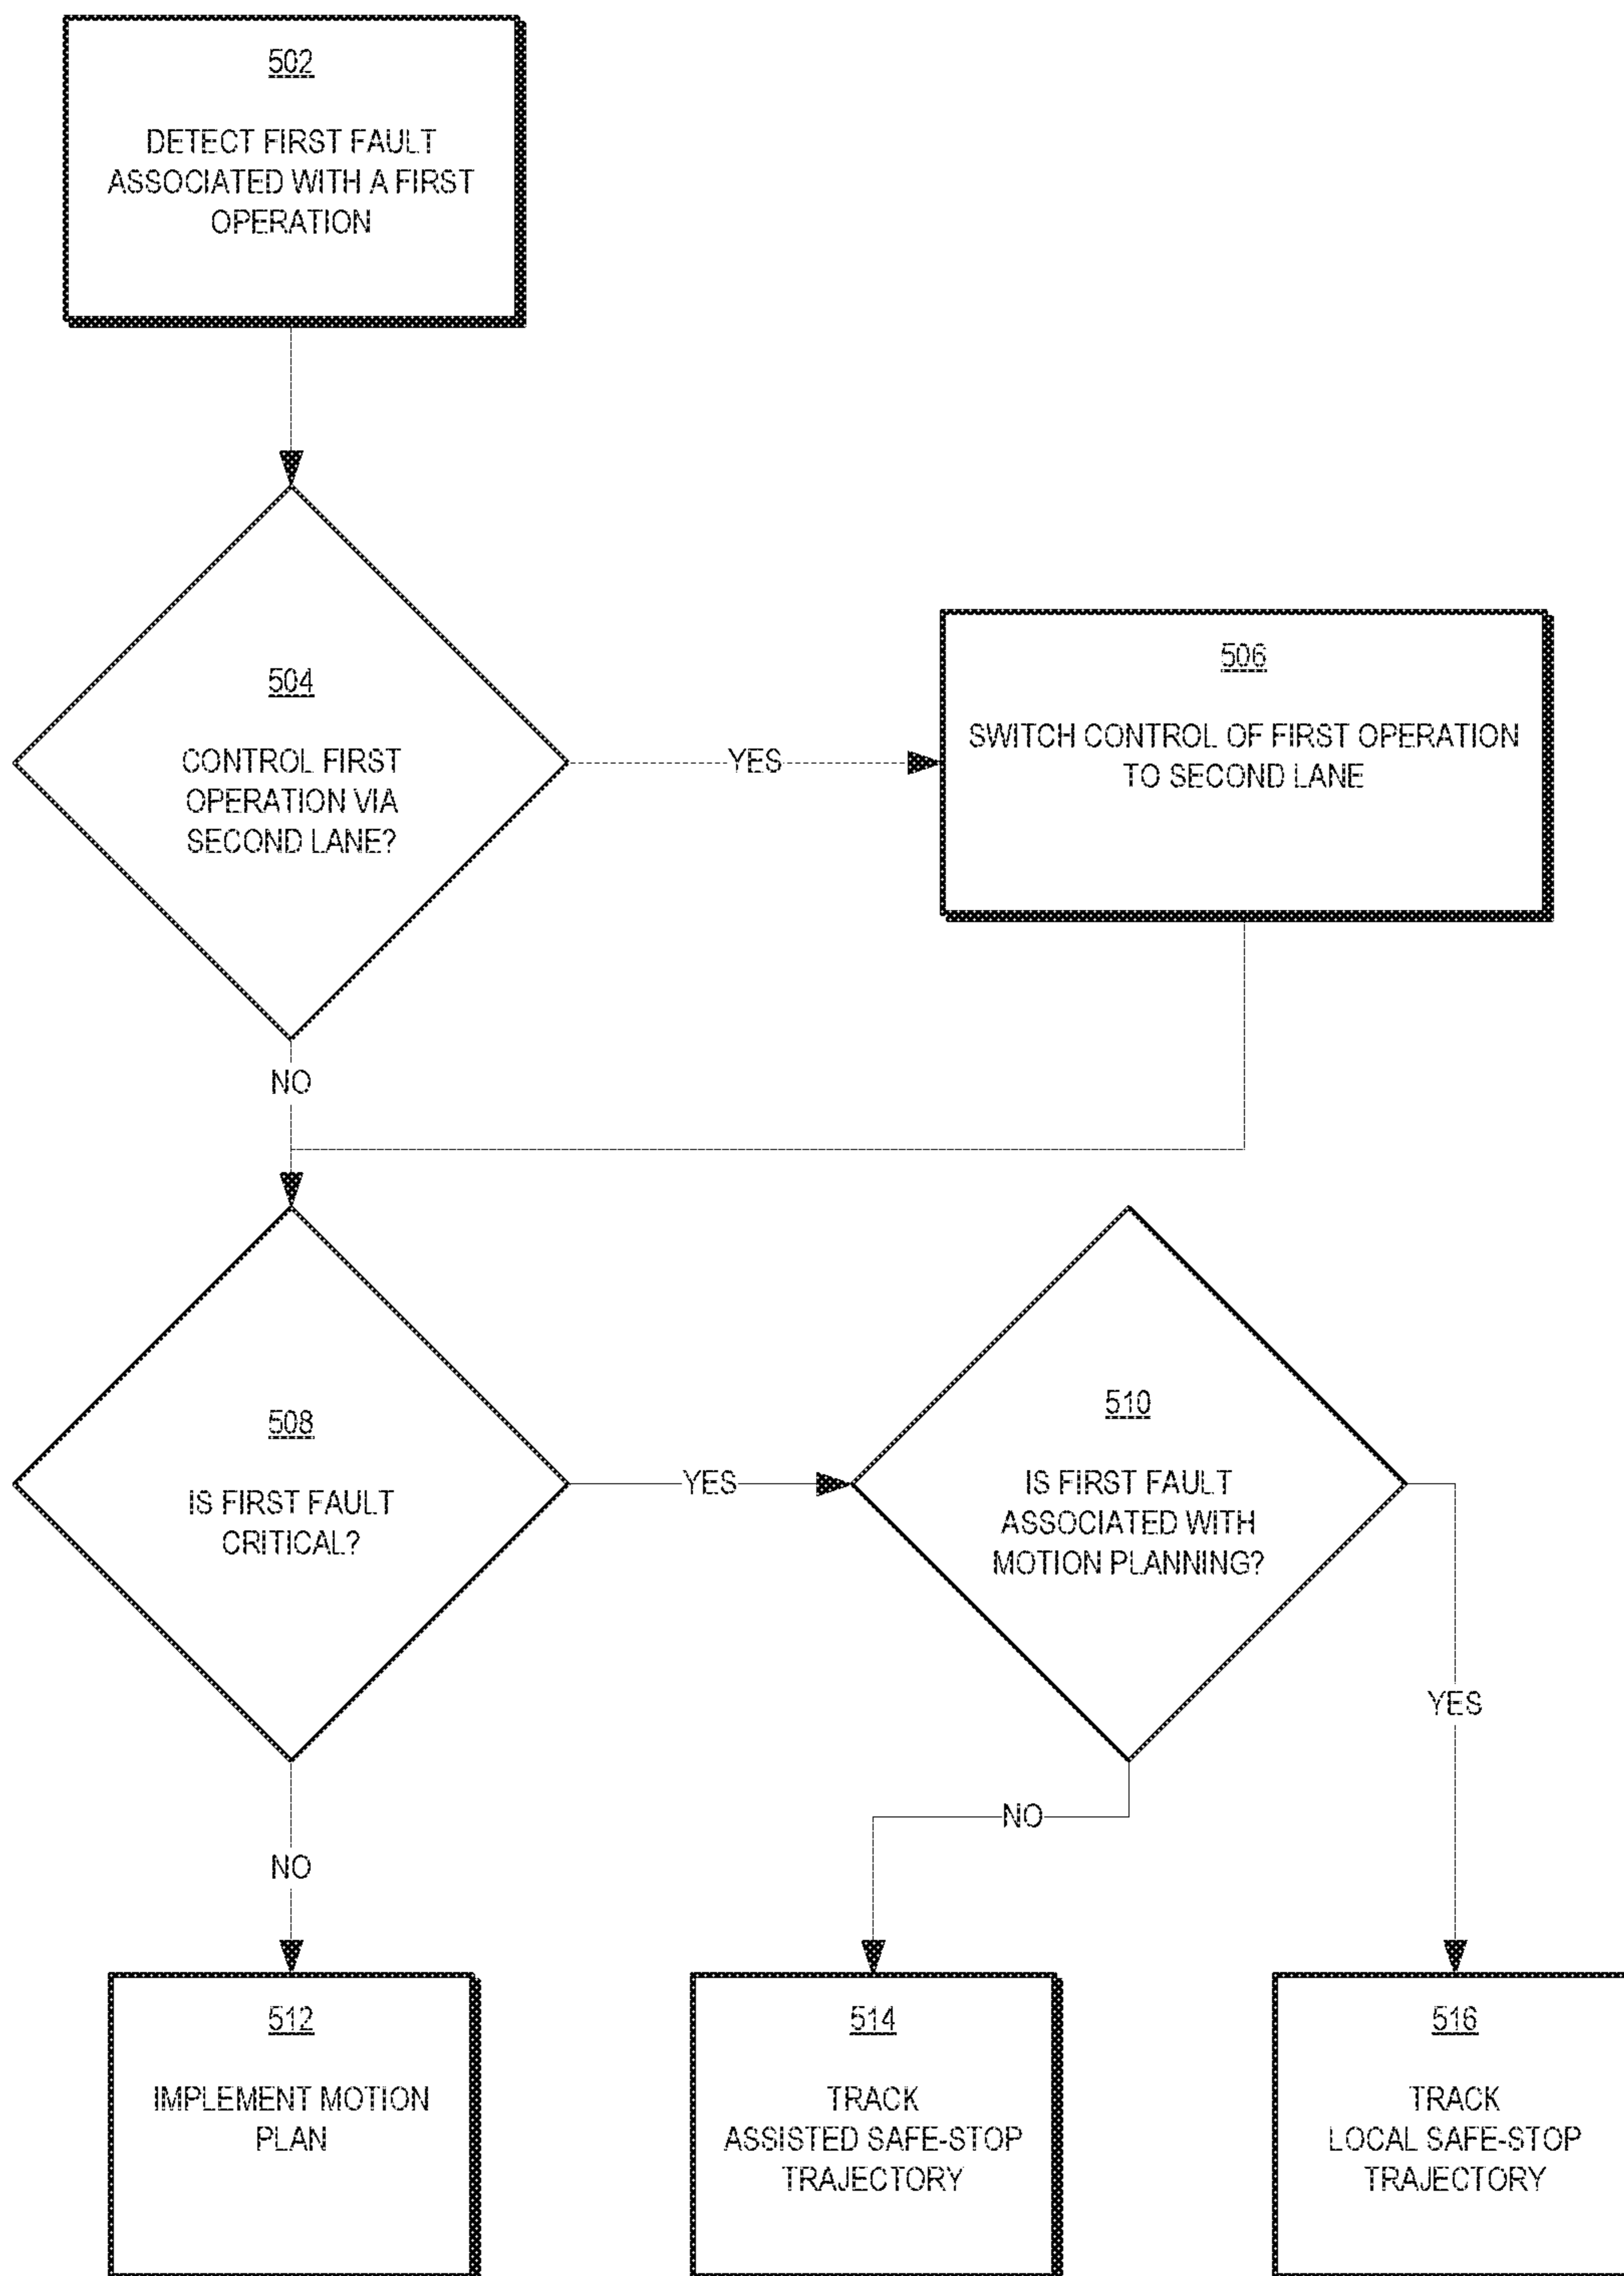 502
DETECT FIRST FAULT
ASSOCIATED WITH A FIRST
OPERATION
504
CONTROL FIRST
OPERATION VIA
SECOND LANE?
YES
506
SWITCH CONTROL OF FIRST OPERATION
TO SECOND LANE
NO
508
IS FIRST FAULT
CRITICAL?
YES
510
IS FIRST FAULT
ASSOCIATED WITH
MOTION PLANNING?
YES
NO
NO
512
IMPLEMENT MOTION
PLAN
514
TRACK
ASSISTED SAFE-STOP
TRAJECTORY
516
TRACK
LOCAL SAFE-STOP
TRAJECTORY